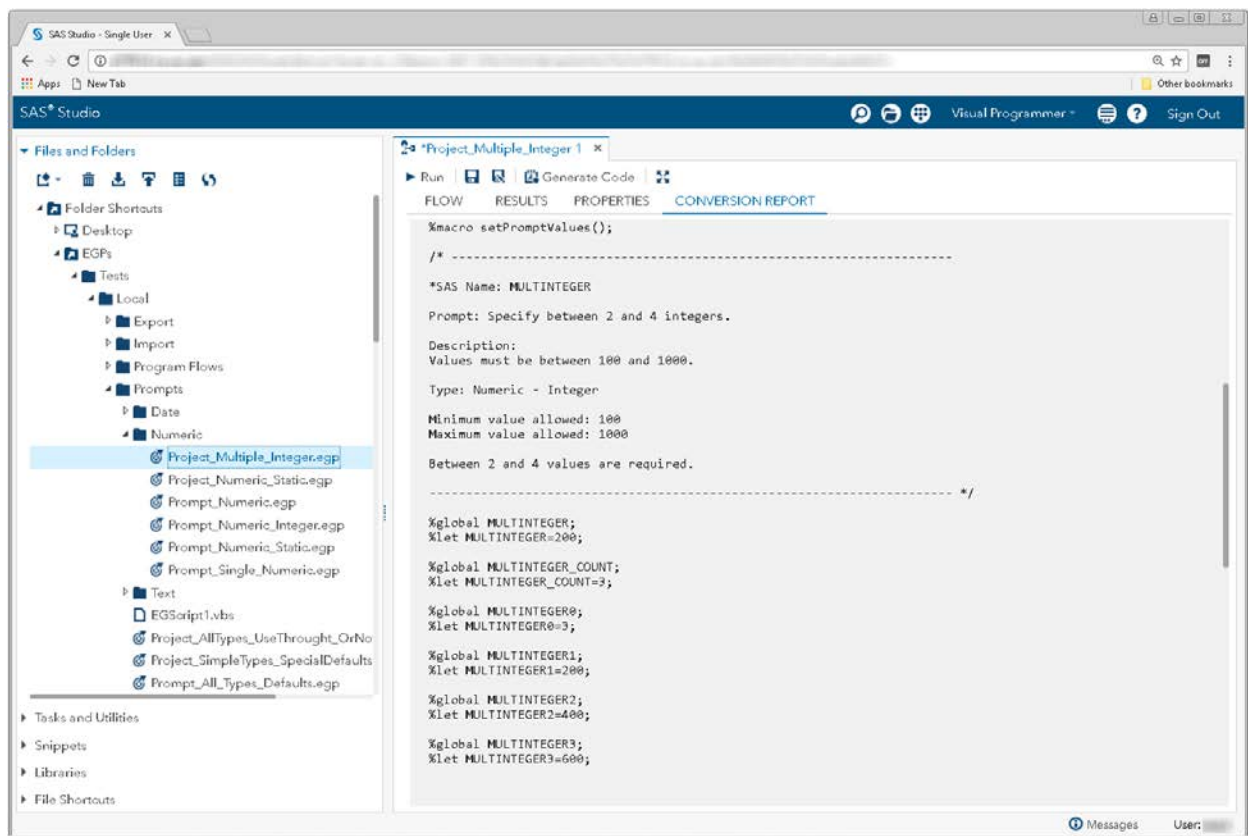 SAS Studio - Single User
Apps
New Tab
Other bookmarks
SAS® Studio
Visual Programmer
Sign Out
Files and Folders
Folder Shortcuts
Desktop
EGPs
Tests
Local
Export
Import
Program Flows
Prompts
Date
Numeric
Project_Multiple_Integer.egp
Project_Numeric_Static.egp
Prompt_Numeric.egp
Prompt_Numeric_Integer.egp
Prompt_Numeric_Static.egp
Prompt_Single_Numeric.egp
Text
EGScript1.vbs
Project_AllTypes_UseThrought_OrNo
Project_SimpleTypes_SpecialDefaults
Prompt_All_Types_Defaults.egp
Tasks and Utilities
Snippets
Libraries
File Shortcuts
*Project_Multiple_Integer 1
Run
Generate Code
FLOW RESULTS PROPERTIES CONVERSION REPORT
%macro setPromptValues();
/* ----------------------------------------------------------------------
*SAS Name: MULTINTEGER
Prompt: Specify between 2 and 4 integers.
Description:
Values must be between 100 and 1000.
Type: Numeric - Integer
Minimum value allowed: 100
Maximum value allowed: 1000
Between 2 and 4 values are required.
------------------------------------------------------------------------- */
%global MULTINTEGER;
%let MULTINTEGER=200;
%global MULTINTEGER_COUNT;
%let MULTINTEGER_COUNT=3;
%global MULTINTEGER0;
%let MULTINTEGER0=3;
%global MULTINTEGER1;
%let MULTINTEGER1=200;
%global MULTINTEGER2;
%let MULTINTEGER2=400;
%global MULTINTEGER3;
%let MULTINTEGER3=600;
Messages
User: